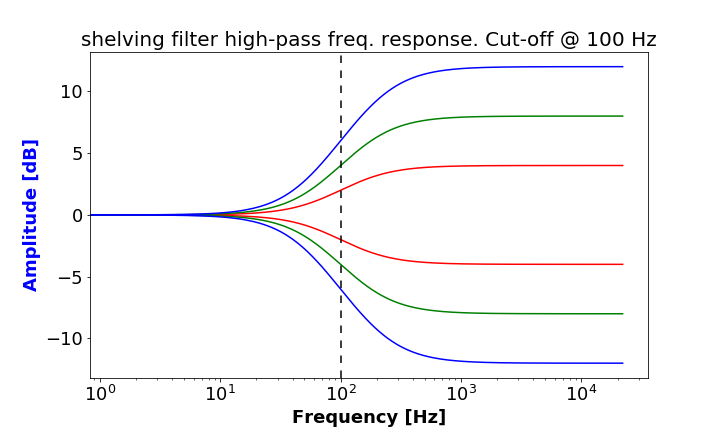 shelving filter high-pass freq. response. Cut-off @ 100 Hz
Amplitude [dB]
10
5
0
−5
−10
10⁰ 10¹ 10² 10³ 10⁴
Frequency [Hz]